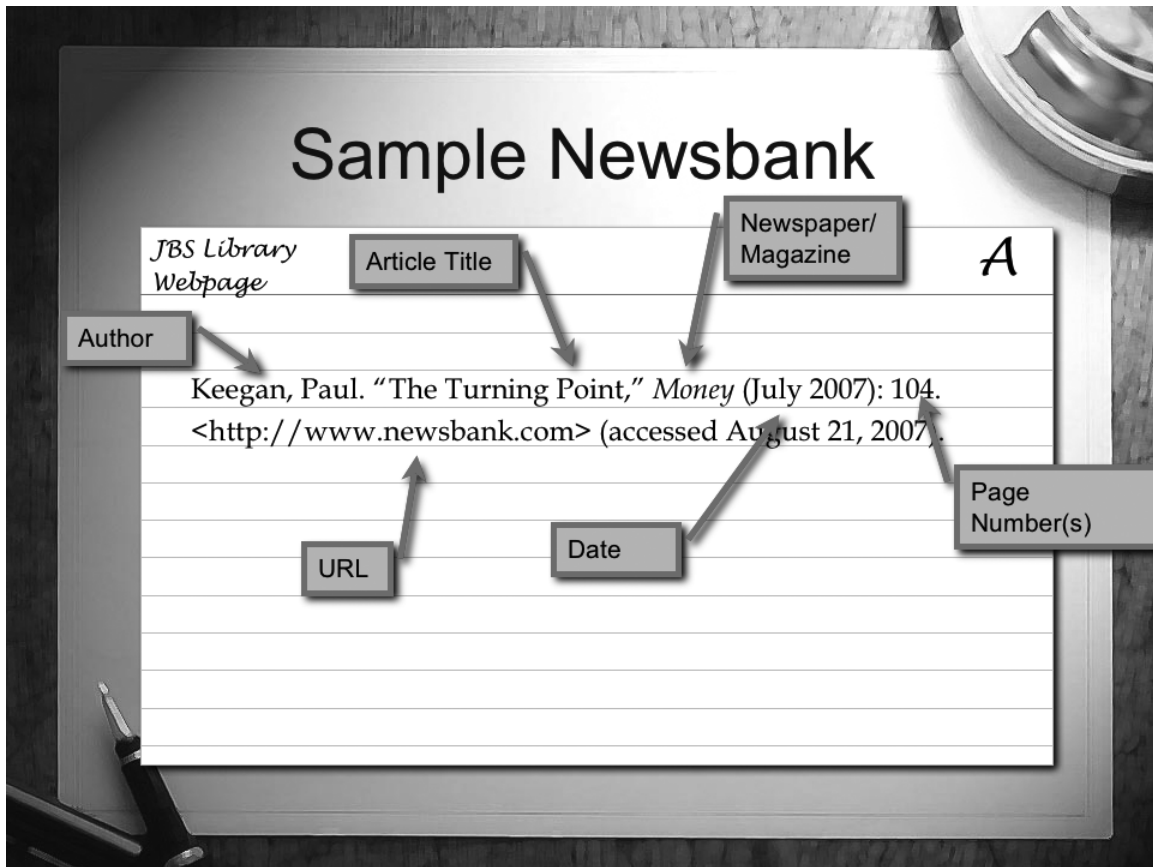 Sample Newsbank
JBS Library
Webpage
Article Title
Newspaper/
Magazine
A
Author
Keegan, Paul. “The Turning Point,” Money (July 2007): 104.
<http://www.newsbank.com> (accessed August 21, 2007).
URL
Date
Page
Number(s)